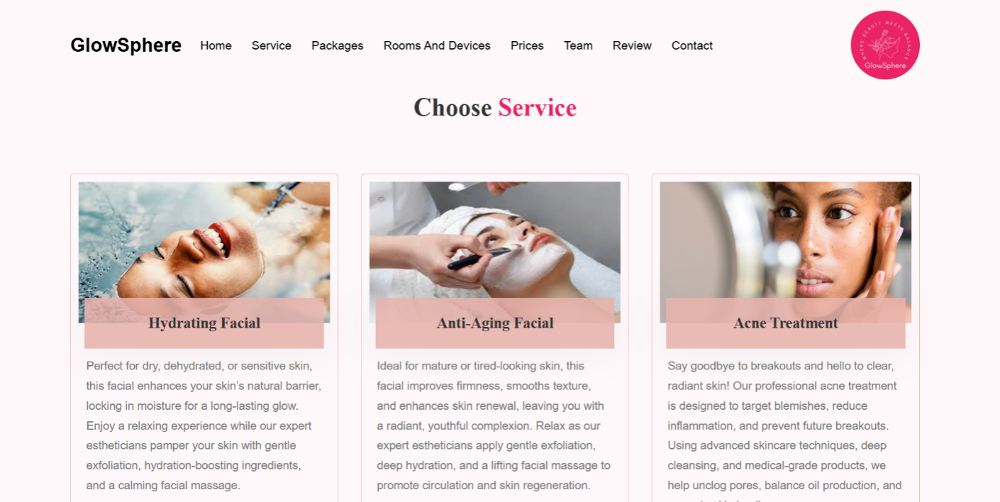 GlowSphere
Home Service Packages Rooms And Devices Prices Team Review Contact
WHERE BEAUTY MEETS BALANCE
GlowSphere
Choose Service
Hydrating Facial
Perfect for dry, dehydrated, or sensitive skin,
this facial enhances your skin’s natural barrier,
locking in moisture for a long-lasting glow.
Enjoy a relaxing experience while our expert
estheticians pamper your skin with gentle
exfoliation, hydration-boosting ingredients,
and a calming facial massage.
Anti-Aging Facial
Ideal for mature or tired-looking skin, this
facial improves firmness, smooths texture,
and enhances skin renewal, leaving you with
a radiant, youthful complexion. Relax as our
expert estheticians apply gentle exfoliation,
deep hydration, and a lifting facial massage to
promote circulation and skin regeneration.
Acne Treatment
Say goodbye to breakouts and hello to clear,
radiant skin! Our professional acne treatment
is designed to target blemishes, reduce
inflammation, and prevent future breakouts.
Using advanced skincare techniques, deep
cleansing, and medical-grade products, we
help unclog pores, balance oil production, and